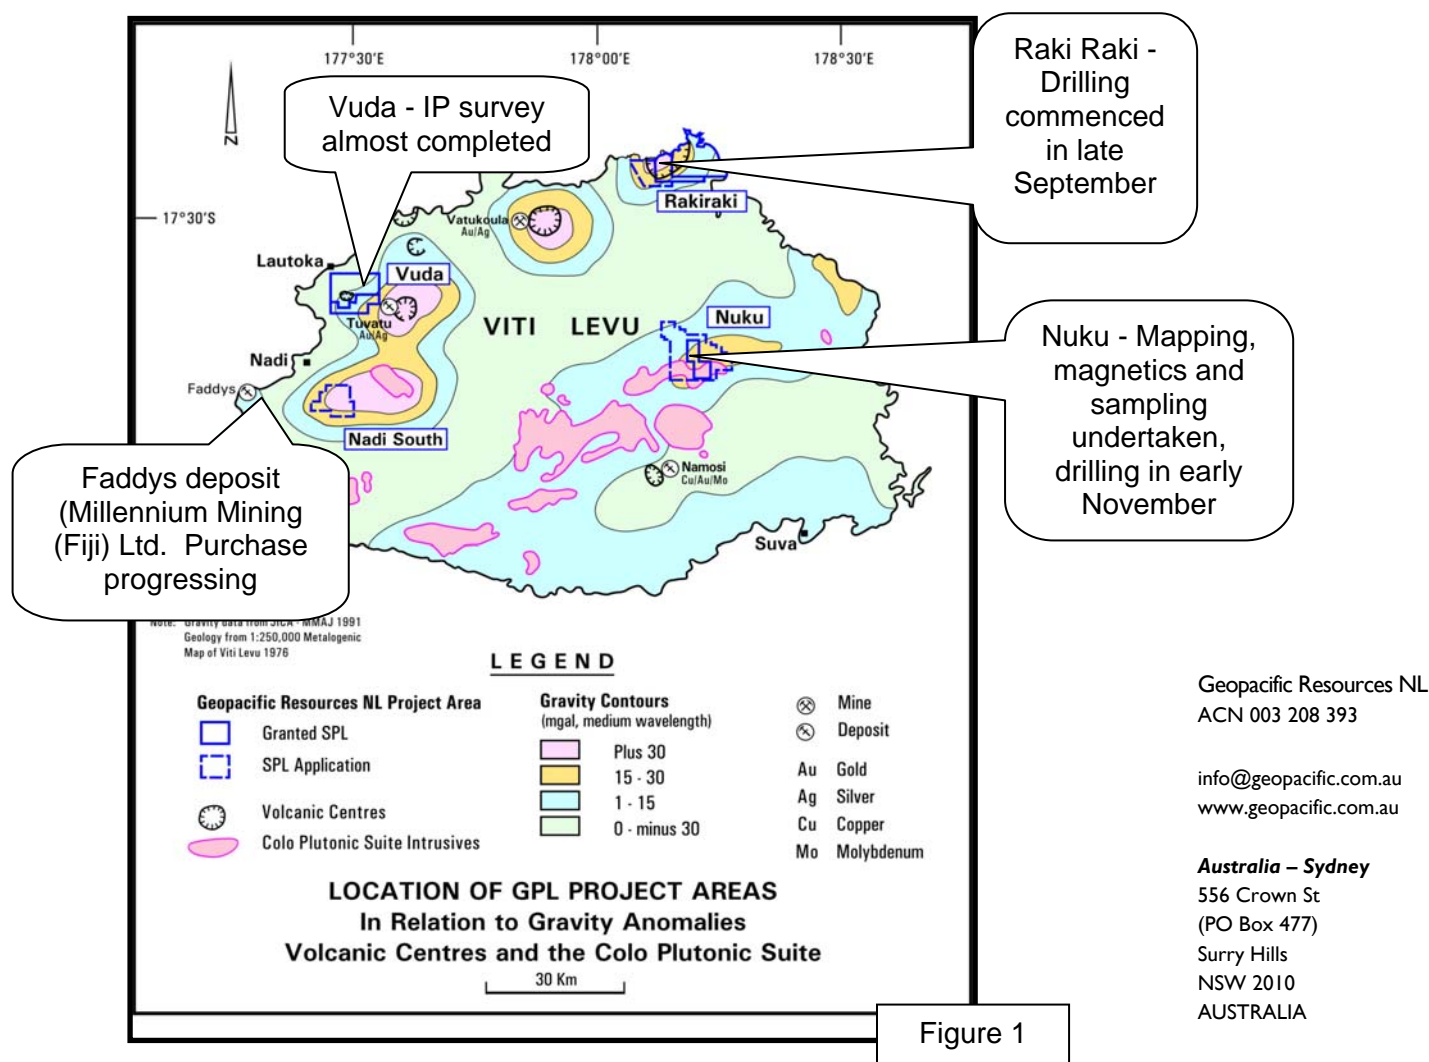 177°30'E
178°00'E
178°30'E
Raki Raki -
Drilling
commenced
in late
September
N
Vuda - IP survey
almost completed
17°30'S
Rakiraki
Vatukoula
Au/Ag
Lautoka
Vuda
Tuvatu
Au/Ag
VITI LEVU
Nuku
Nuku - Mapping,
magnetics and
sampling
undertaken,
drilling in early
November
Nadi
Faddys
Nadi South
Namosi
Cu/Au/Mo
Suva
Faddys deposit
(Millennium Mining
(Fiji) Ltd. Purchase
progressing
Note: Gravity data from JICA - MMAJ 1991
Geology from 1:250,000 Metalogenic
Map of Viti Levu 1976
LEGEND
Geopacific Resources NL Project Area
Granted SPL
SPL Application
Volcanic Centres
Colo Plutonic Suite Intrusives
Gravity Contours
(mgal, medium wavelength)
Plus 30
15 - 30
1 - 15
0 - minus 30
Mine
Deposit
Au Gold
Ag Silver
Cu Copper
Mo Molybdenum
LOCATION OF GPL PROJECT AREAS
In Relation to Gravity Anomalies
Volcanic Centres and the Colo Plutonic Suite
30 Km
Figure 1
Geopacific Resources NL
ACN 003 208 393
info@geopacific.com.au
www.geopacific.com.au
Australia – Sydney
556 Crown St
(PO Box 477)
Surry Hills
NSW 2010
AUSTRALIA